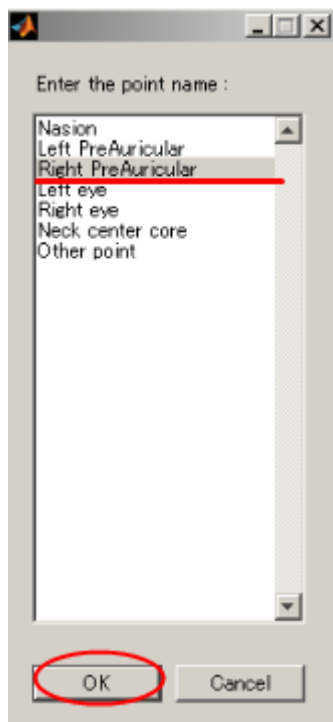 Enter the point name :
Nasion
Left PreAuricular
Right PreAuricular
Left eye
Right eye
Neck center core
Other point
OK
Cancel